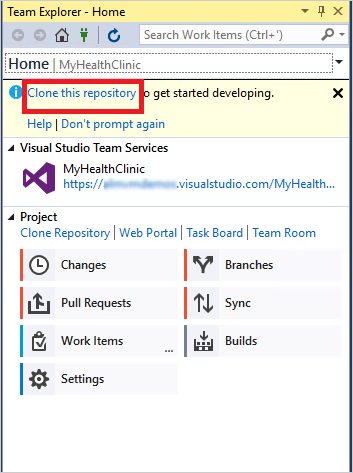 Team Explorer - Home
Search Work Items (Ctrl+')
Home | MyHealthClinic
Clone this repository to get started developing.
Help | Don't prompt again
Visual Studio Team Services
MyHealthClinic
https://.visualstudio.com/MyHealth...
Project
Clone Repository | Web Portal | Task Board | Team Room
Changes
Branches
Pull Requests
Sync
Work Items ...
Builds
Settings